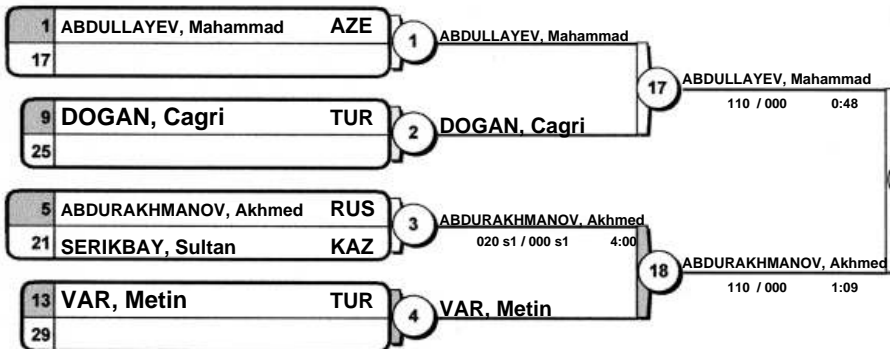 1 ABDULLAYEV, Mahammad AZE
17
1
ABDULLAYEV, Mahammad
9 DOGAN, Cagri TUR
25
2
DOGAN, Cagri
17
ABDULLAYEV, Mahammad
110 / 000 0:48
5 ABDURAKHMANOV, Akhmed RUS
21 SERIKBAY, Sultan KAZ
3
ABDURAKHMANOV, Akhmed
020 s1 / 000 s1 4:00
13 VAR, Metin TUR
29
4
VAR, Metin
18
ABDURAKHMANOV, Akhmed
110 / 000 1:09